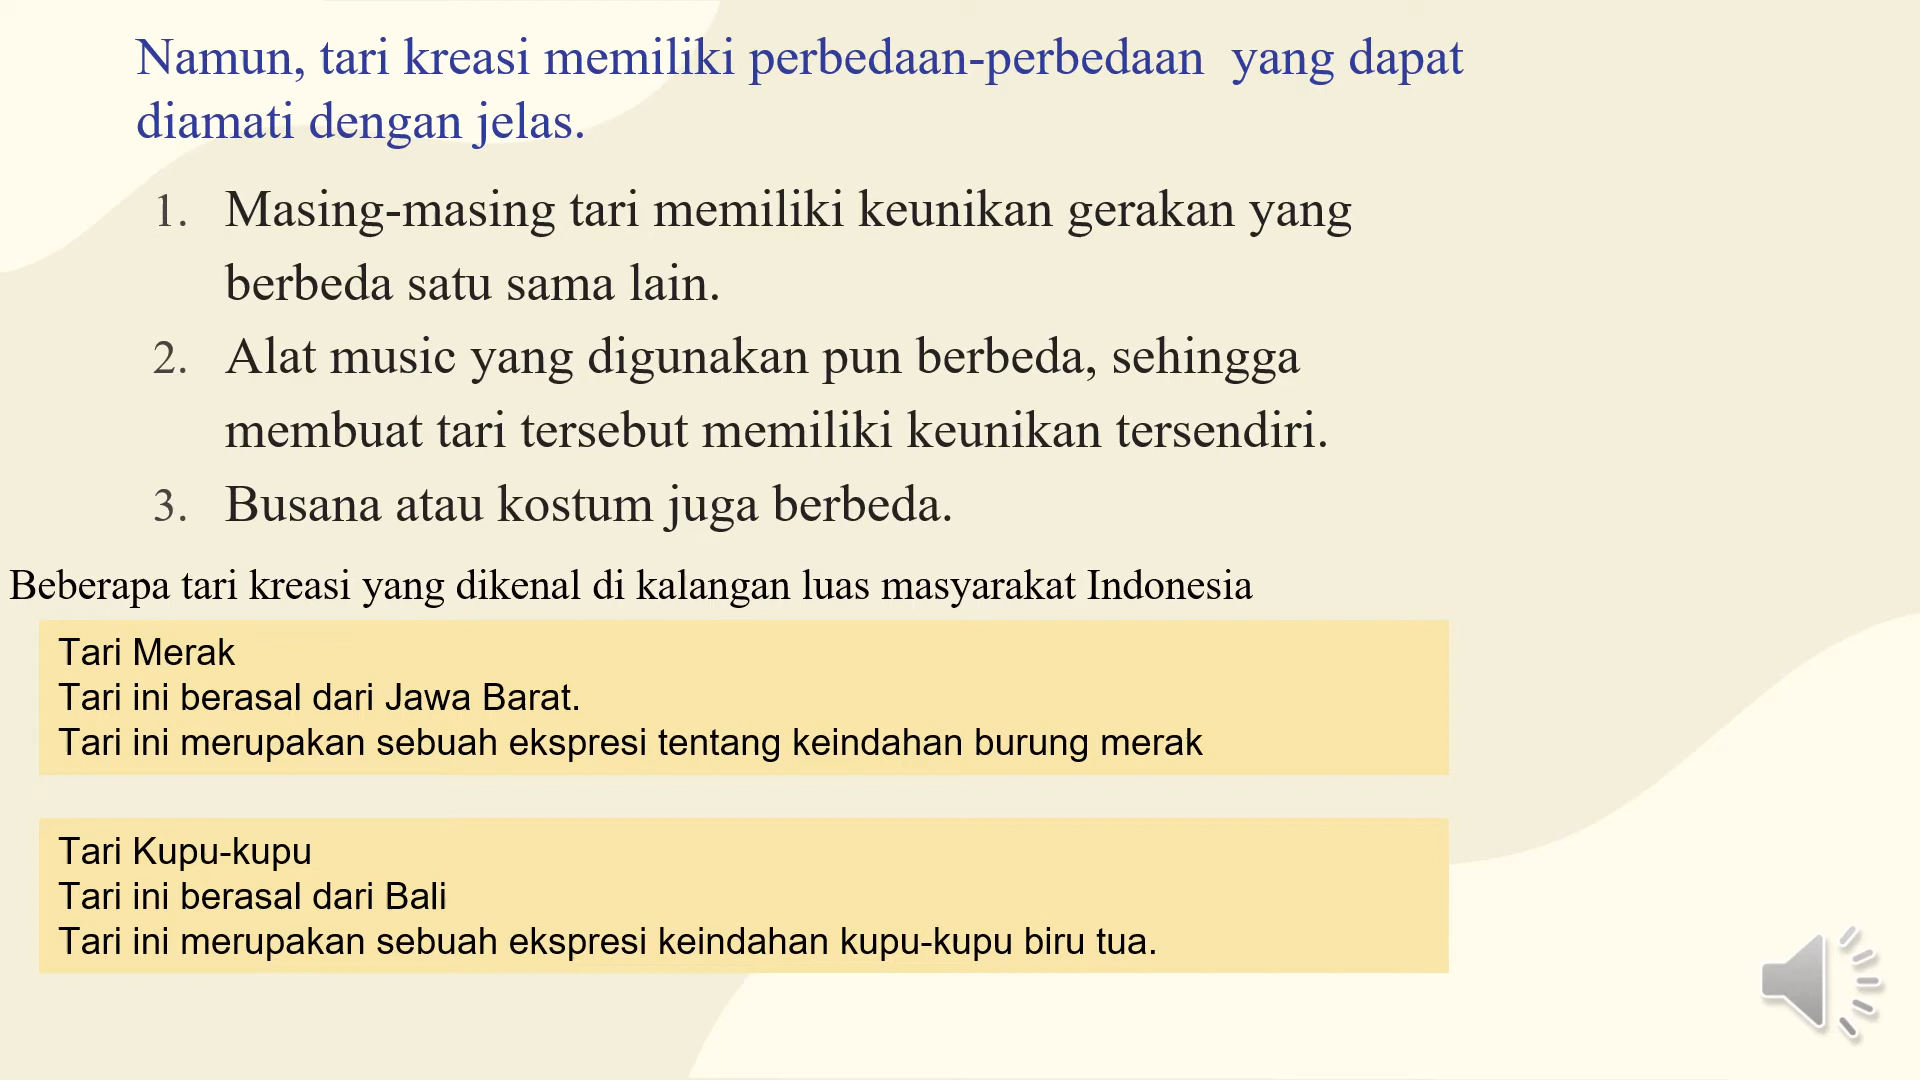 Namun, tari kreasi memiliki perbedaan-perbedaan  yang dapat
diamati dengan jelas.
1. Masing-masing tari memiliki keunikan gerakan yang
berbeda satu sama lain.
2. Alat music yang digunakan pun berbeda, sehingga
membuat tari tersebut memiliki keunikan tersendiri.
3. Busana atau kostum juga berbeda.
Beberapa tari kreasi yang dikenal di kalangan luas masyarakat Indonesia
Tari Merak
Tari ini berasal dari Jawa Barat.
Tari ini merupakan sebuah ekspresi tentang keindahan burung merak
Tari Kupu-kupu
Tari ini berasal dari Bali
Tari ini merupakan sebuah ekspresi keindahan kupu-kupu biru tua.